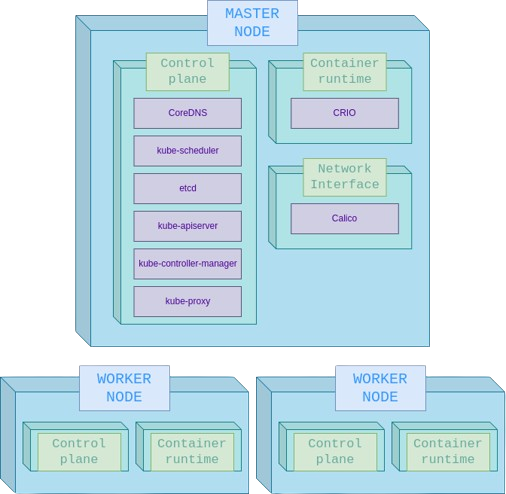 MASTER
NODE
Control
plane
CoreDNS
kube-scheduler
etcd
kube-apiserver
kube-controller-manager
kube-proxy
Container
runtime
CRIO
Network
Interface
Calico
WORKER
NODE
Control
plane
Container
runtime
WORKER
NODE
Control
plane
Container
runtime